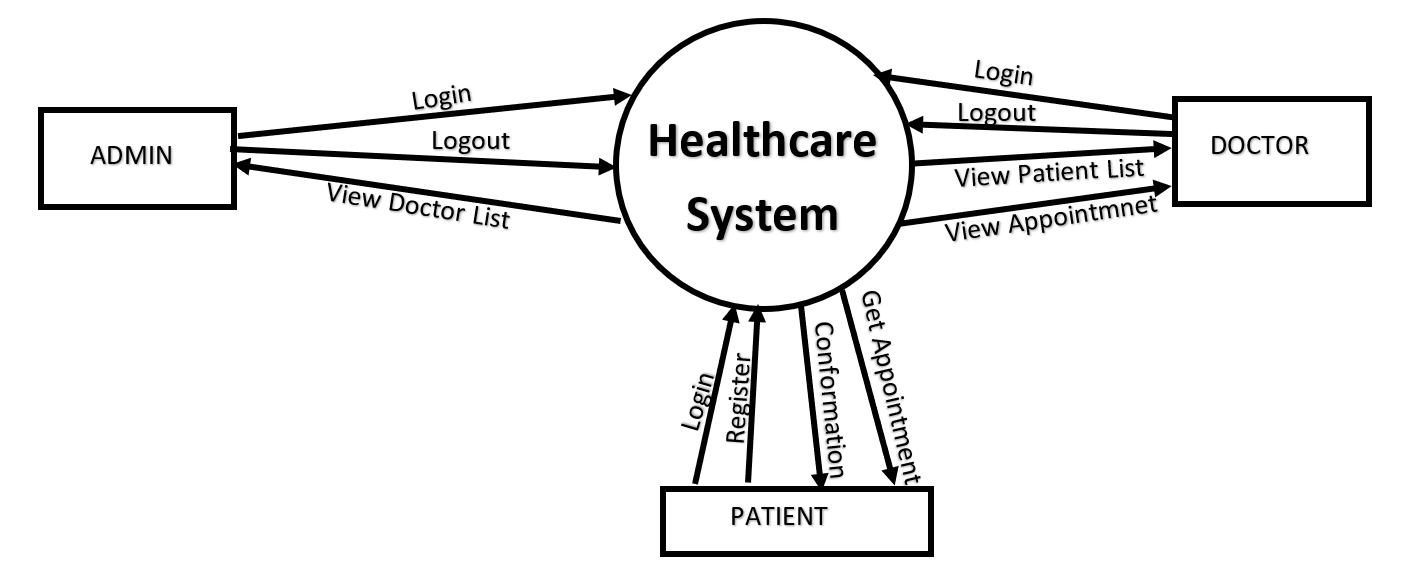 Login
Logout
View Doctor List
ADMIN
Healthcare
System
Login
Logout
View Patient List
View Appointmnet
DOCTOR
Login
Register
Conformation
Get Appointment
PATIENT